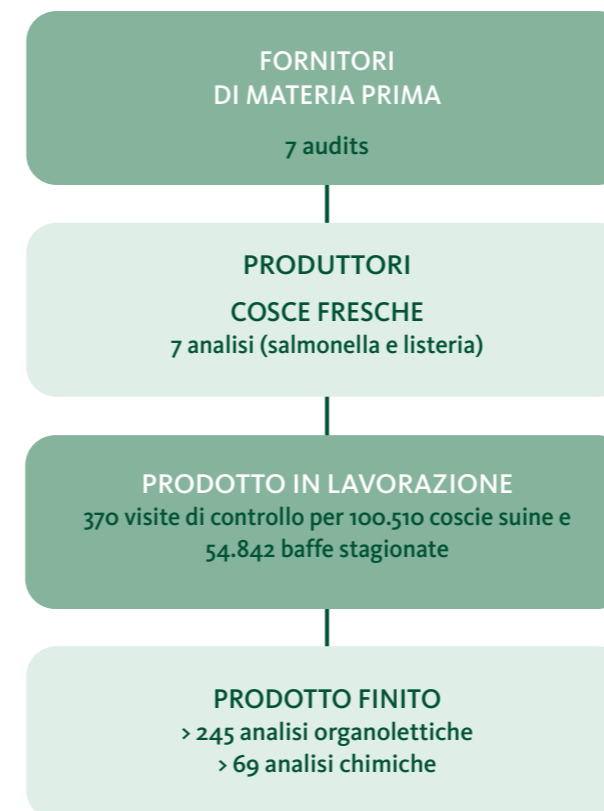 FORNITORI
DI MATERIA PRIMA
7 audits
PRODUTTORI
COSCE FRESCHE
7 analisi (salmonella e listeria)
PRODOTTO IN LAVORAZIONE
370 visite di controllo per 100.510 coscie suine e
54.842 baffe stagionate
PRODOTTO FINITO
> 245 analisi organolettiche
> 69 analisi chimiche